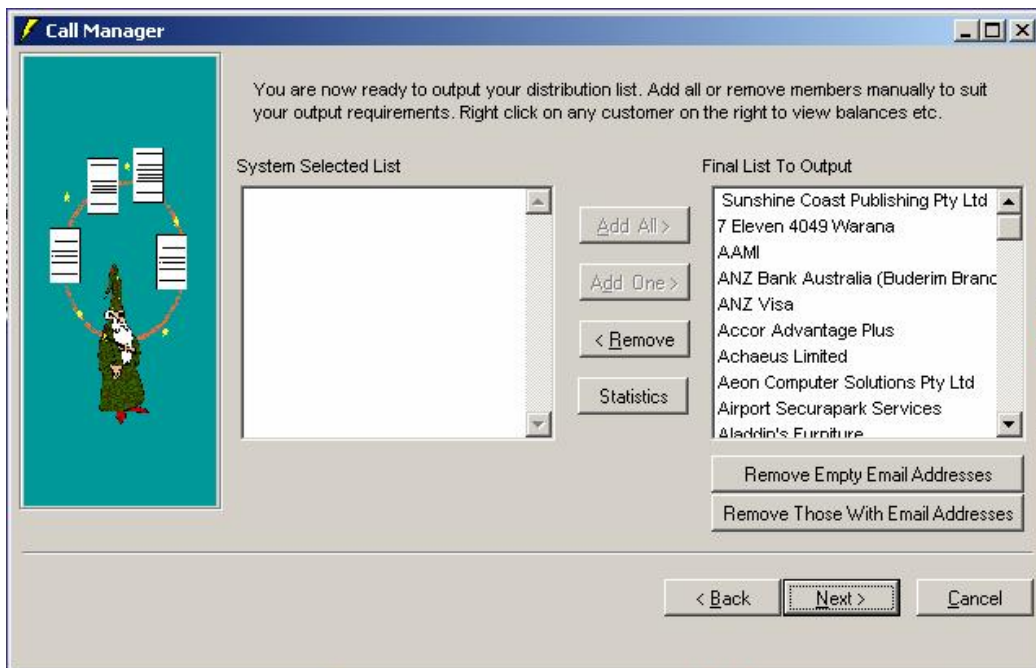 Call Manager
You are now ready to output your distribution list. Add all or remove members manually to suit
your output requirements. Right click on any customer on the right to view balances etc.
System Selected List
Final List To Output
Add All >
Add One >
< Remove
Statistics
Sunshine Coast Publishing Pty Ltd
7 Eleven 4049 Warana
AAMI
ANZ Bank Australia (Buderim Branc
ANZ Visa
Accor Advantage Plus
Achaeus Limited
Aeon Computer Solutions Pty Ltd
Airport Securapark Services
Aladdin's Furniture
Remove Empty Email Addresses
Remove Those With Email Addresses
< Back
Next >
Cancel